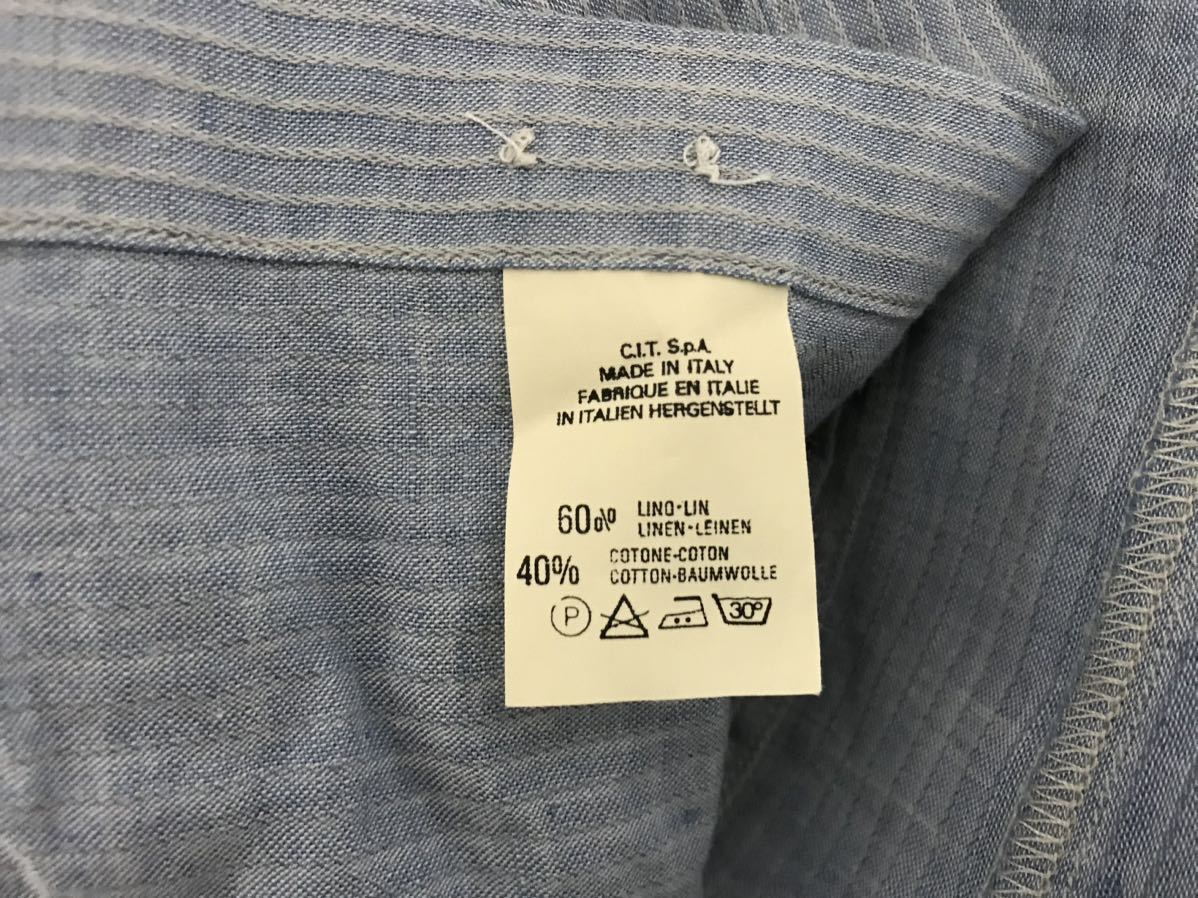 C.I.T. S.p.A.
MADE IN ITALY
FABRIQUE EN ITALIE
IN ITALIEN HERGENSTELLT
60% LINO-LIN
LINEN-LEINEN
40% COTONE-COTON
COTTON-BAUMWOLLE
P 30°